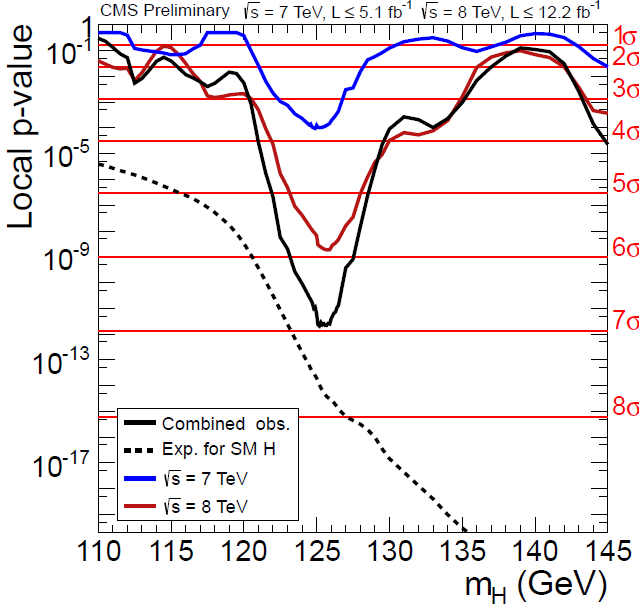 CMS Preliminary √s = 7 TeV, L ≤ 5.1 fb⁻¹ √s = 8 TeV, L ≤ 12.2 fb⁻¹
Local p-value
1
10⁻¹
10⁻⁵
10⁻⁹
10⁻¹³
10⁻¹⁷
1σ
2σ
3σ
4σ
5σ
6σ
7σ
8σ
Combined obs.
Exp. for SM H
√s = 7 TeV
√s = 8 TeV
110 115 120 125 130 135 140 145
m_H (GeV)